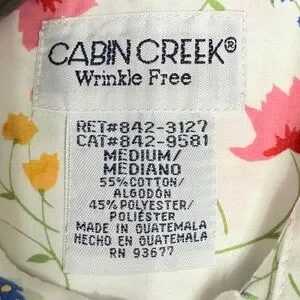 CABIN CREEK®
Wrinkle Free
RET#842-3127
CAT#842-9581
MEDIUM/
MEDIANO
55% COTTON/
ALGODÓN
45% POLYESTER/
POLIÉSTER
MADE IN GUATEMALA
HECHO EN GUATEMALA
RN 93677